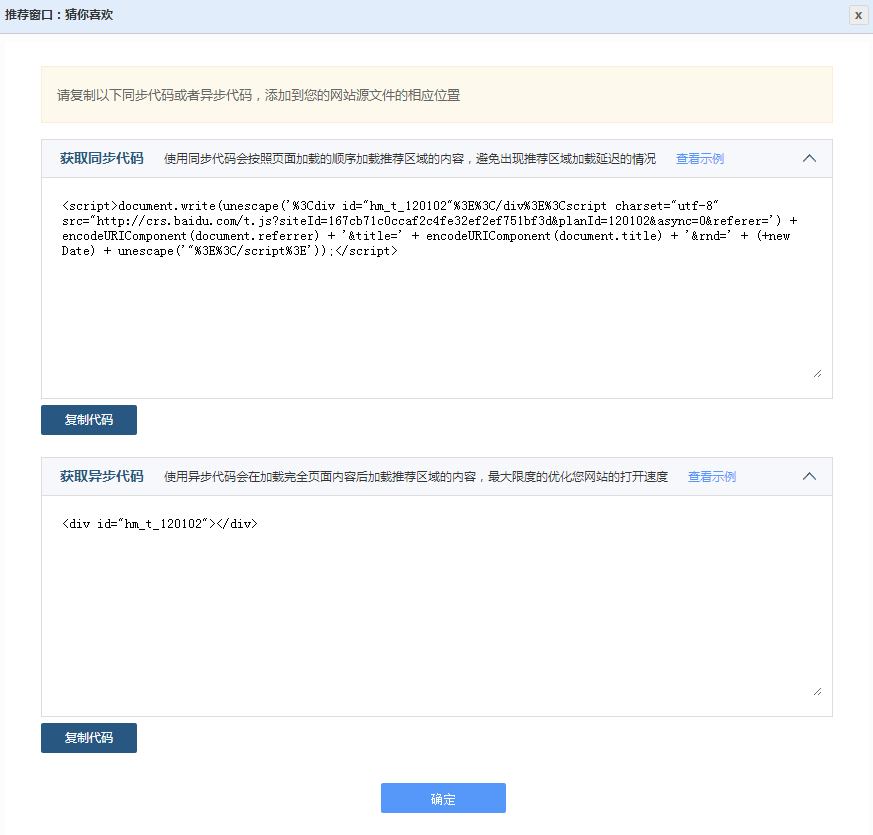 推荐窗口：猜你喜欢
x
请复制以下同步代码或者异步代码，添加到您的网站源文件的相应位置
获取同步代码 使用同步代码会按照页面加载的顺序加载推荐区域的内容，避免出现推荐区域加载延迟的情况 查看示例
<script>document.write(unescape('%3Cdiv id="hm_t_120102"%3E%3C/div%3E%3Cscript charset="utf-8"
src="http://crs.baidu.com/t.js?siteId=167cb71c0ccaf2c4fe32ef2ef751bf3d&planId=120102&async=0&referer=') +
encodeURIComponent(document.referrer) + '&title=' + encodeURIComponent(document.title) + '&rnd=' + (+new
Date) + unescape('"%3E%3C/script%3E'));</script>
复制代码
获取异步代码 使用异步代码会在加载完全页面内容后加载推荐区域的内容，最大限度的优化您网站的打开速度 查看示例
<div id="hm_t_120102"></div>
复制代码
确定